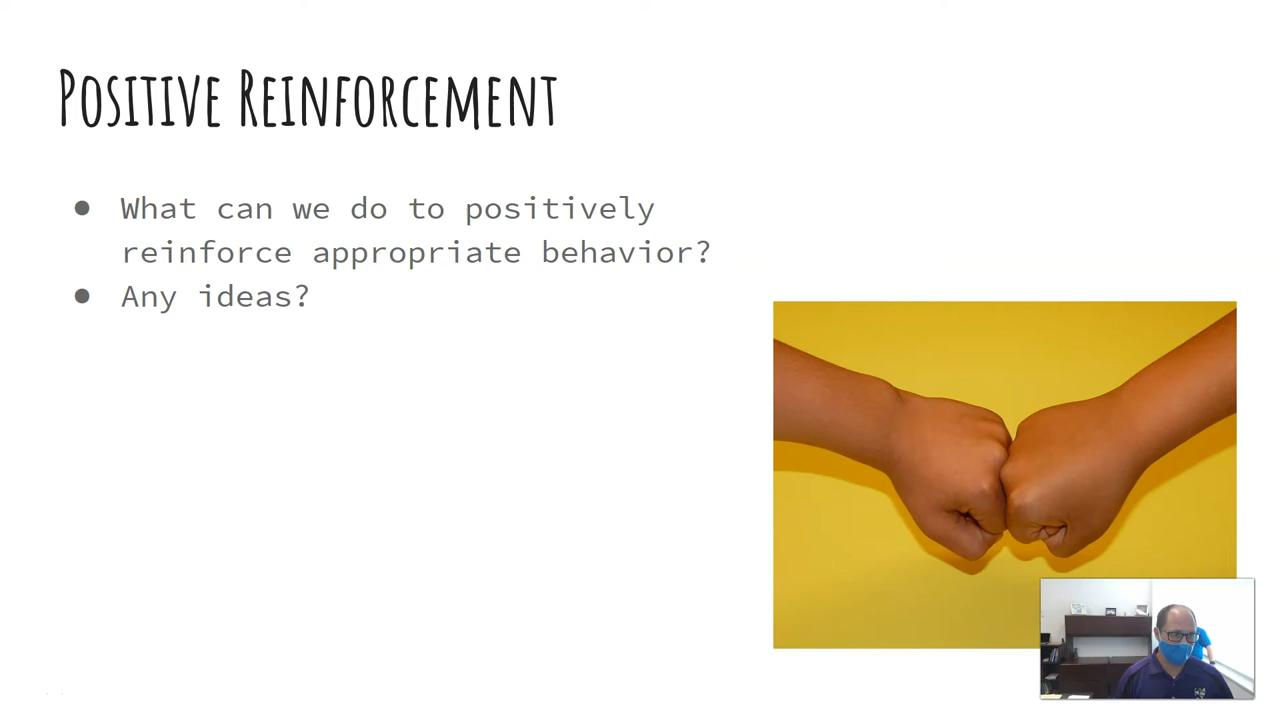 Positive Reinforcement
● What can we do to positively
reinforce appropriate behavior?
● Any ideas?